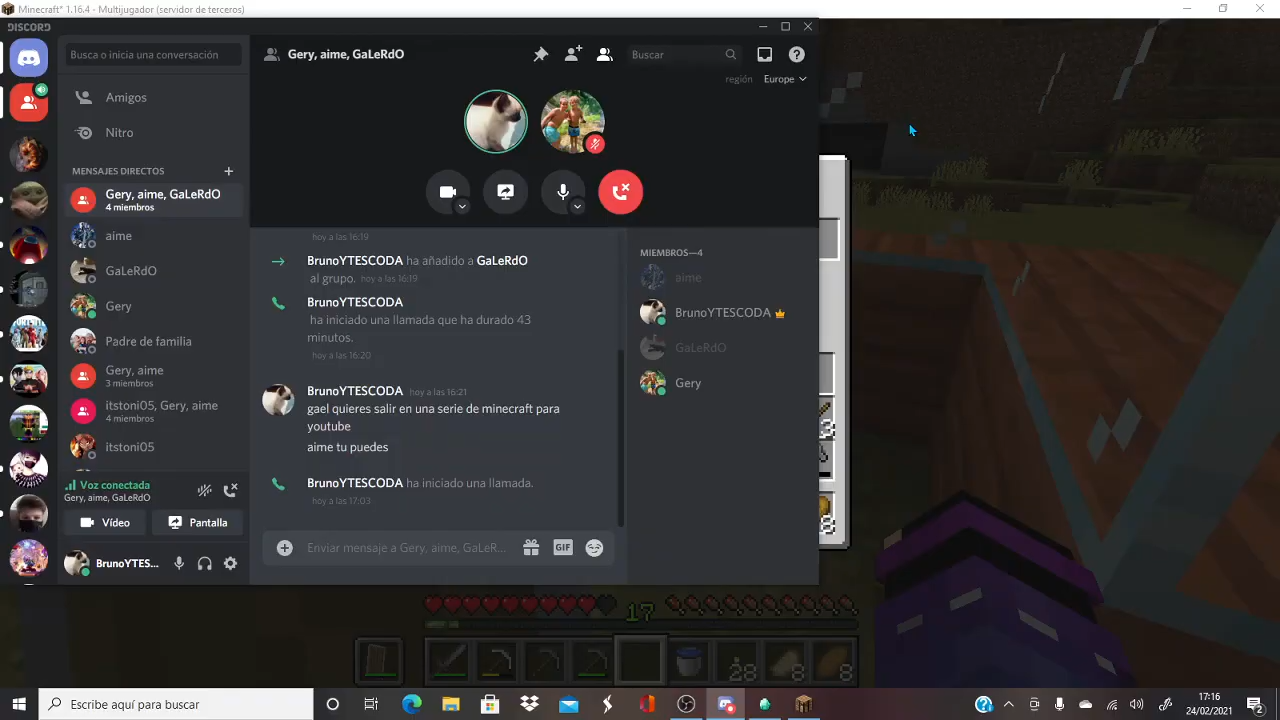 Minecraft* 1.16.4 - Multijugador (servidor de terceros)
DISCORD
Busca o inicia una conversación
Gery, aime, GaLeRdO
Buscar
región
Europe
Amigos
Nitro
MENSAJES DIRECTOS
Gery, aime, GaLeRdO
4 miembros
aime
GaLeRdO
Gery
Padre de familia
Gery, aime
3 miembros
itstoni05, Gery, aime
4 miembros
itstoni05
Voz conectada
Gery, aime, GaLeRdO
Vídeo
Pantalla
BrunoYTES...
hoy a las 16:19
BrunoYTESCODA ha añadido a GaLeRdO
al grupo. hoy a las 16:19
BrunoYTESCODA
ha iniciado una llamada que ha durado 43
minutos.
hoy a las 16:20
BrunoYTESCODA hoy a las 16:21
gael quieres salir en una serie de minecraft para
youtube
aime tu puedes
BrunoYTESCODA ha iniciado una llamada.
hoy a las 17:03
Enviar mensaje a Gery, aime, GaLeR...
GIF
MIEMBROS—4
aime
BrunoYTESCODA
GaLeRdO
Gery
17
28
8
8
Escribe aquí para buscar
17:16
24/02/2021
2